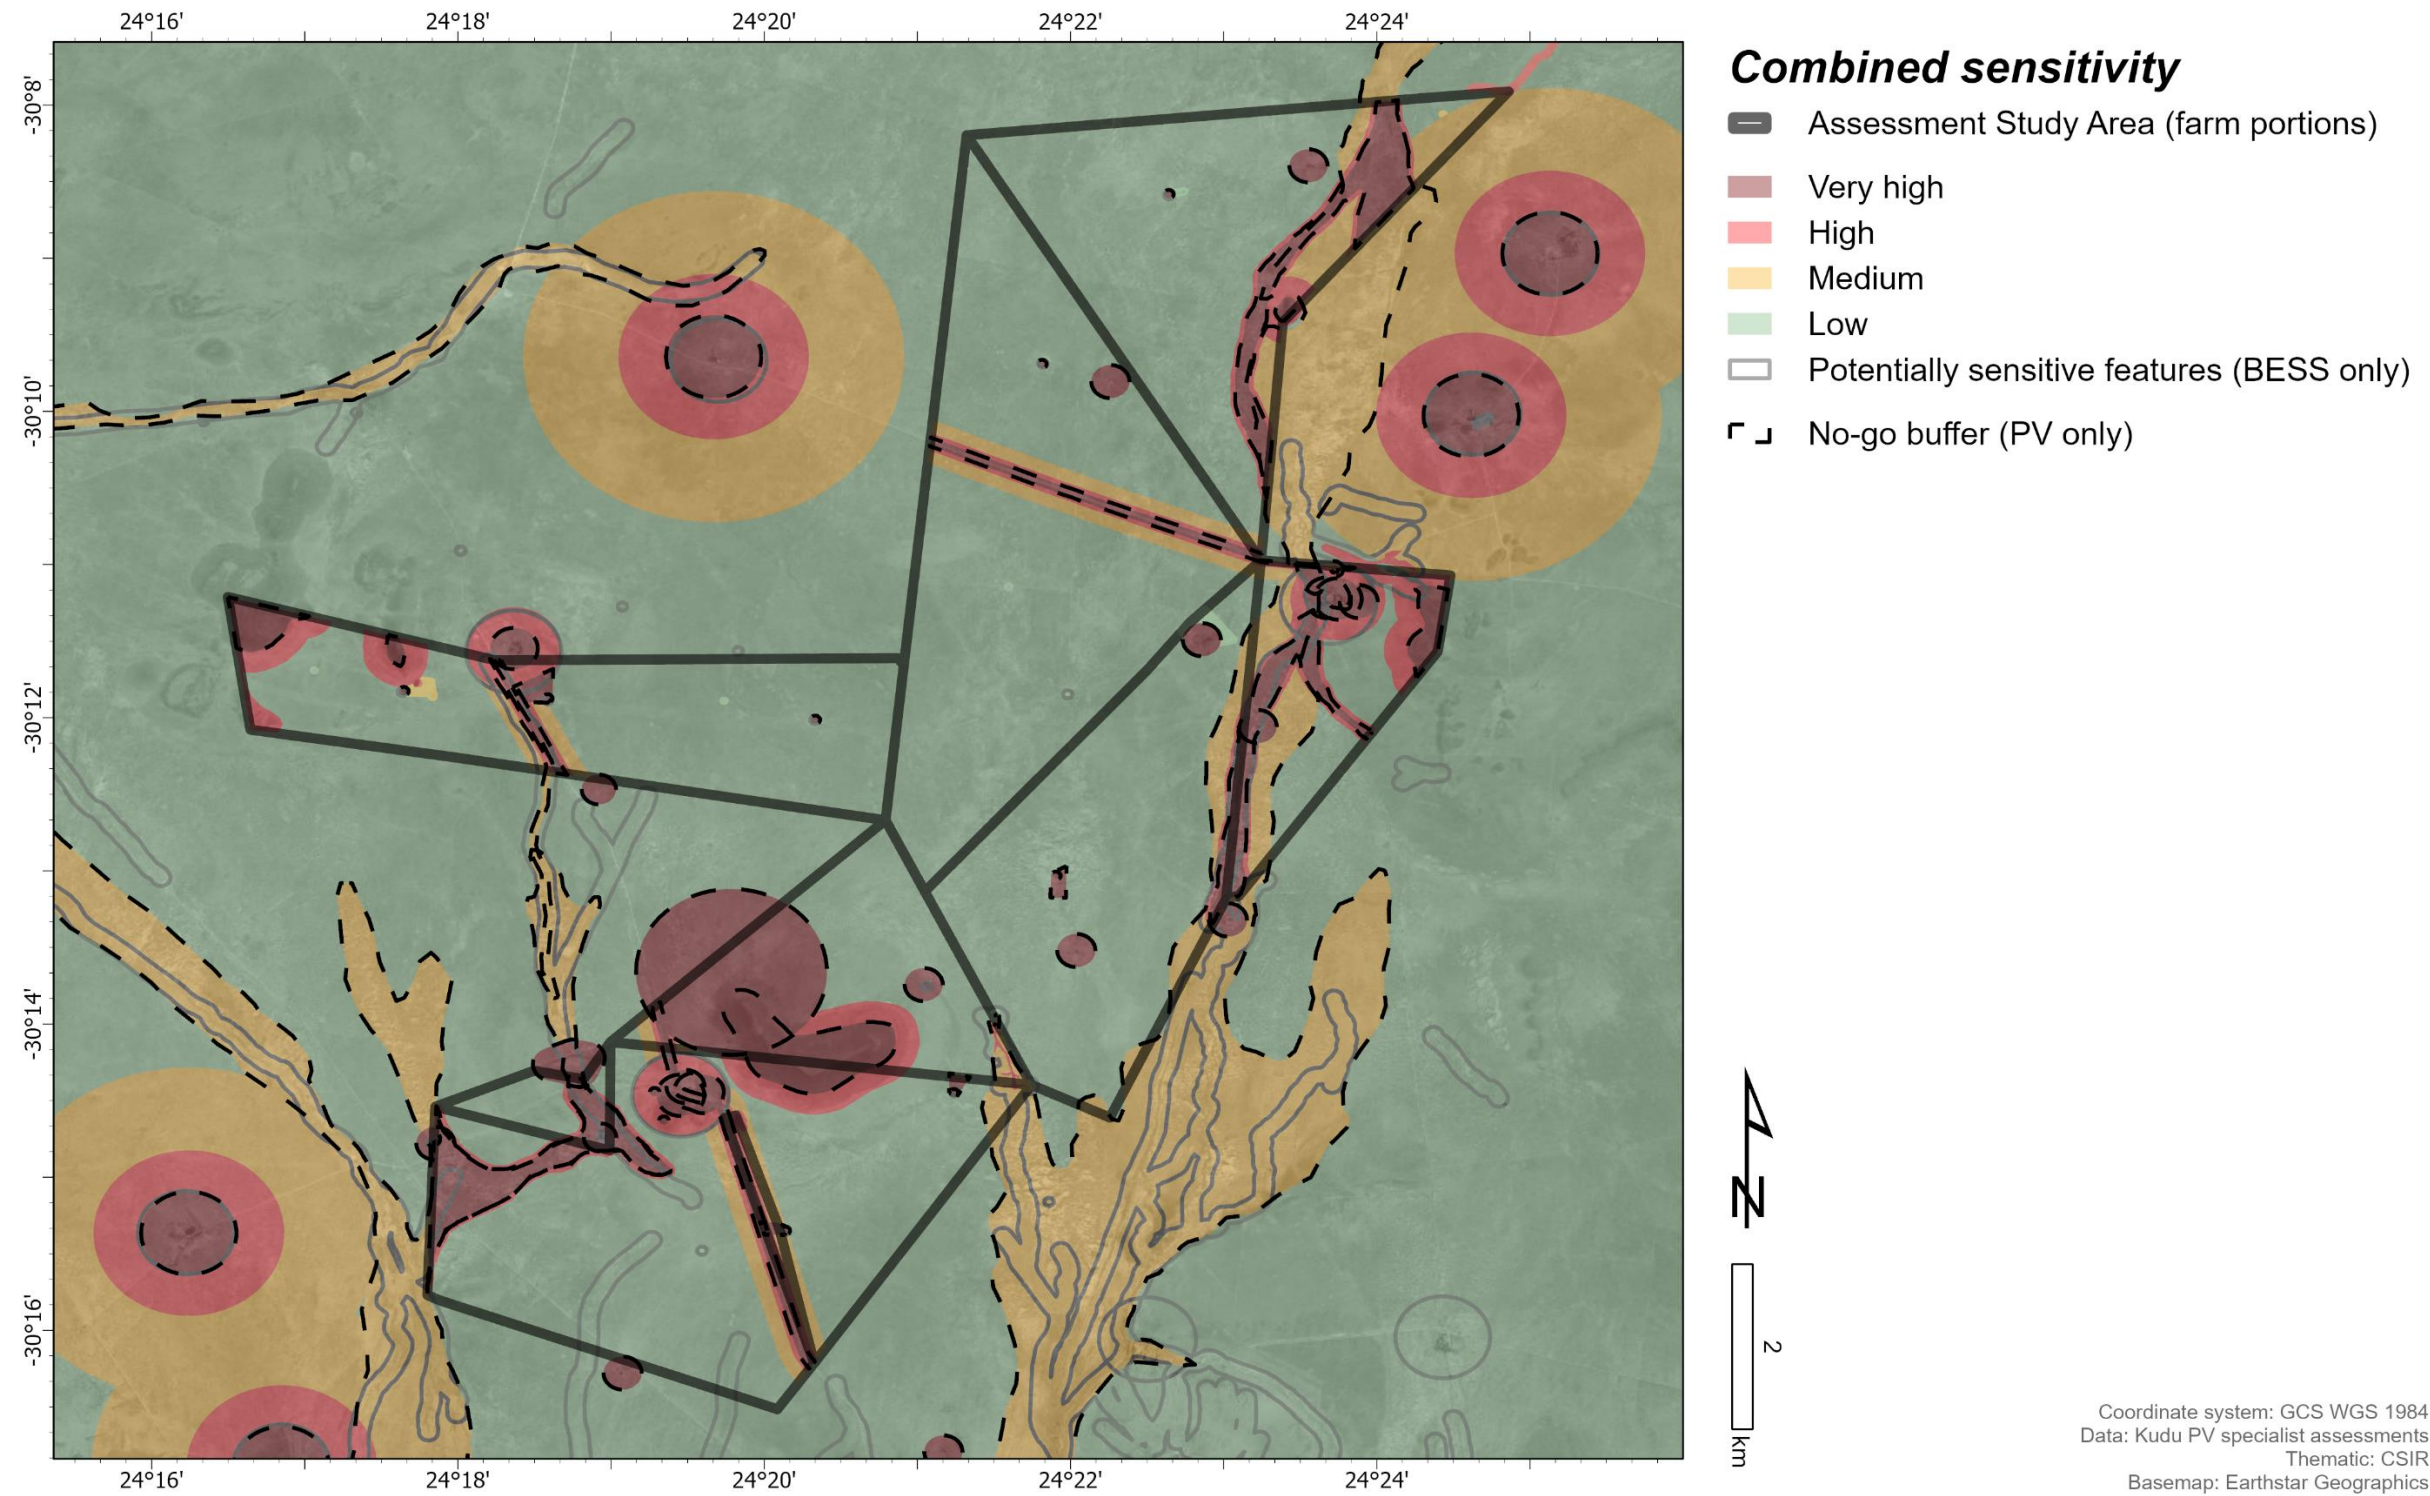 24°16' 24°18' 24°20' 24°22' 24°24'
-30°8'
-30°10'
-30°12'
-30°14'
-30°16'
24°16' 24°18' 24°20' 24°22' 24°24'
Combined sensitivity
Assessment Study Area (farm portions)
Very high
High
Medium
Low
Potentially sensitive features (BESS only)
No-go buffer (PV only)
N
2
km
Coordinate system: GCS WGS 1984
Data: Kudu PV specialist assessments
Thematic: CSIR
Basemap: Earthstar Geographics